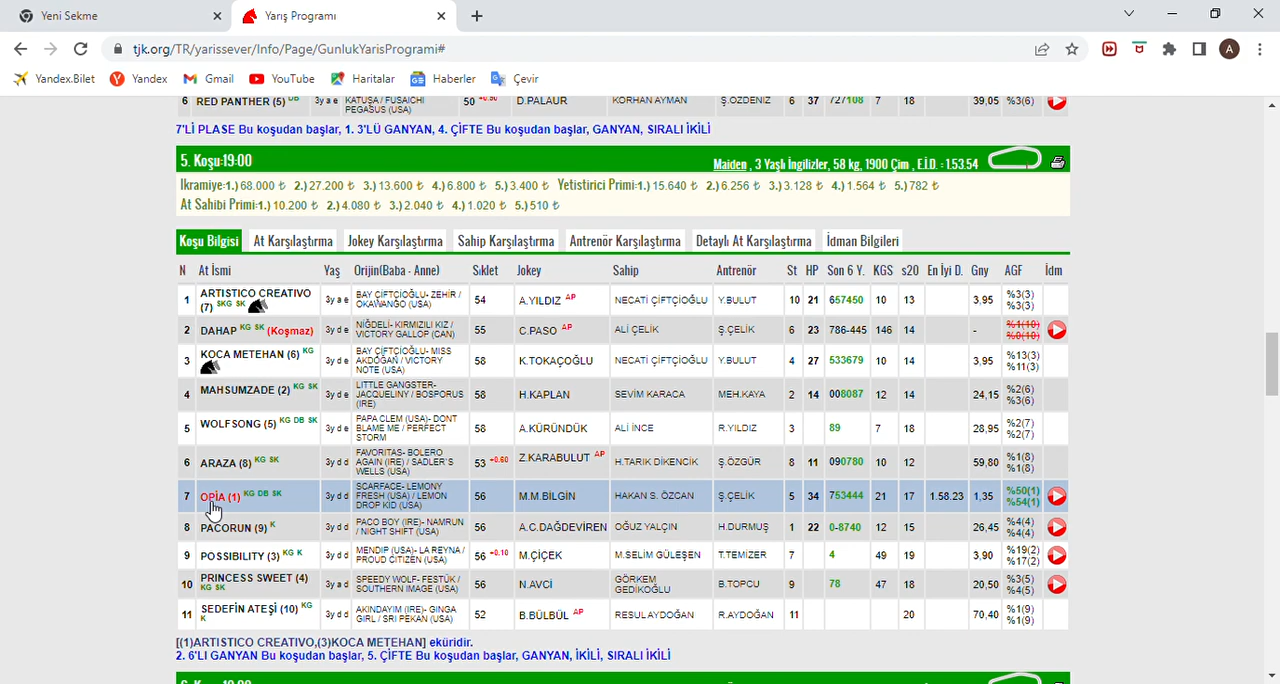 Yeni Sekme
Yarış Programı
tjk.org/TR/yarissever/Info/Page/GunlukYarisProgrami#
A
Yandex.Bilet Yandex Gmail YouTube Haritalar Haberler Çevir
6 RED PANTHER (5) DB 3y a e KATUŞA / FUSAICHI PEGASUS (USA) 50 +0.50 D.PALAUR KORHAN AYMAN Ş.ÖZDENİZ 6 37 727108 7 18 39,05 %3(6)
7'Lİ PLASE Bu koşudan başlar, 1. 3'LÜ GANYAN, 4. ÇİFTE Bu koşudan başlar, GANYAN, SIRALI İKİLİ
5. Koşu:19:00 Maiden , 3 Yaşlı İngilizler, 58 kg, 1900 Çim , E.İ.D. : 1.53.54
İkramiye:1.) 68.000 ₺ 2.) 27.200 ₺ 3.) 13.600 ₺ 4.) 6.800 ₺ 5.) 3.400 ₺ Yetistirici Primi:1.) 15.640 ₺ 2.) 6.256 ₺ 3.) 3.128 ₺ 4.) 1.564 ₺ 5.) 782 ₺
At Sahibi Primi:1.) 10.200 ₺ 2.) 4.080 ₺ 3.) 2.040 ₺ 4.) 1.020 ₺ 5.) 510 ₺
Koşu Bilgisi At Karşılaştırma Jokey Karşılaştırma Sahip Karşılaştırma Antrenör Karşılaştırma Detaylı At Karşılaştırma İdman Bilgileri
N At İsmi Yaş Orijin(Baba - Anne) Sıklet Jokey Sahip Antrenör St HP Son 6 Y. KGS s20 En İyi D. Gny AGF İdm
1 ARTISTICO CREATIVO (7) SKG SK 3y a e BAY ÇİFTÇİOĞLU- ZEHİR / OKAWANGO (USA) 54 A.YILDIZ AP NECATİ ÇİFTÇİOĞLU Y.BULUT 10 21 657450 10 13 3,95 %3(3) %3(3)
2 DAHAP KG SK (Koşmaz) 3y d e NİĞDELİ- KIRMIZILI KIZ / VICTORY GALLOP (CAN) 55 C.PASO AP ALİ ÇELİK Ş.ÇELİK 6 23 786-445 146 14 - %1(10) %0(10)
3 KOCA METEHAN (6) KG 3y d e BAY ÇİFTÇİOĞLU- MISS AKDOĞAN / VICTORY NOTE (USA) 58 K.TOKAÇOĞLU NECATİ ÇİFTÇİOĞLU Y.BULUT 4 27 533679 10 14 3,95 %13(3) %11(3)
4 MAHSUMZADE (2) KG SK 3y d e LITTLE GANGSTER- JACQUELINY / BOSPORUS (IRE) 58 H.KAPLAN SEVİM KARACA MEH.KAYA 2 14 008087 12 14 24,15 %2(6) %3(6)
5 WOLFSONG (5) KG DB SK 3y d e PAPA CLEM (USA)- DONT BLAME ME / PERFECT STORM 58 A.KÜRÜNDÜK ALİ İNCE R.YILDIZ 3 89 7 18 28,95 %2(7) %2(7)
6 ARAZA (8) KG SK 3y d d FAVORITAS- BOLERO AGAIN (IRE) / SADLER'S WELLS (USA) 53 +0.60 Z.KARABULUT AP H.TARIK DİKENCİK Ş.ÖZGÜR 8 11 090780 10 12 59,80 %1(8) %1(8)
7 OPİA (1) KG DB SK 3y d d SCARFACE- LEMONY FRESH (USA) / LEMON DROP KID (USA) 56 M.M.BİLGİN HAKAN S. ÖZCAN Ş.ÇELİK 5 34 753444 21 17 1.58.23 1,35 %50(1) %54(1)
8 PACORUN (9) K 3y d d PACO BOY (IRE)- NAMRUN / NIGHT SHIFT (USA) 56 A.C.DAĞDEVİREN OĞUZ YALÇIN H.DURMUŞ 1 22 0-8740 12 15 26,45 %4(4) %4(4)
9 POSSIBILITY (3) KG K 3y d d MENDIP (USA)- LA REYNA / PROUD CITIZEN (USA) 56 +0.10 M.ÇİÇEK M.SELİM GÜLEŞEN T.TEMİZER 7 4 49 19 3,90 %19(2) %17(2)
10 PRINCESS SWEET (4) KG SK 3y a d SPEEDY WOLF- FESTÜK / SOUTHERN IMAGE (USA) 56 N.AVCİ GÖRKEM GEDİKOĞLU B.TOPCU 9 78 47 18 20,50 %3(5) %4(5)
11 SEDEFİN ATEŞİ (10) KG K 3y d d AKINDAYIM (IRE)- GINGA GIRL / SRI PEKAN (USA) 52 B.BÜLBÜL AP RESUL AYDOĞAN R.AYDOĞAN 11 20 70,40 %1(9) %1(9)
[(1)ARTISTICO CREATIVO,(3)KOCA METEHAN] eküridir.
2. 6'LI GANYAN Bu koşudan başlar, 5. ÇİFTE Bu koşudan başlar, GANYAN, İKİLİ, SIRALI İKİLİ